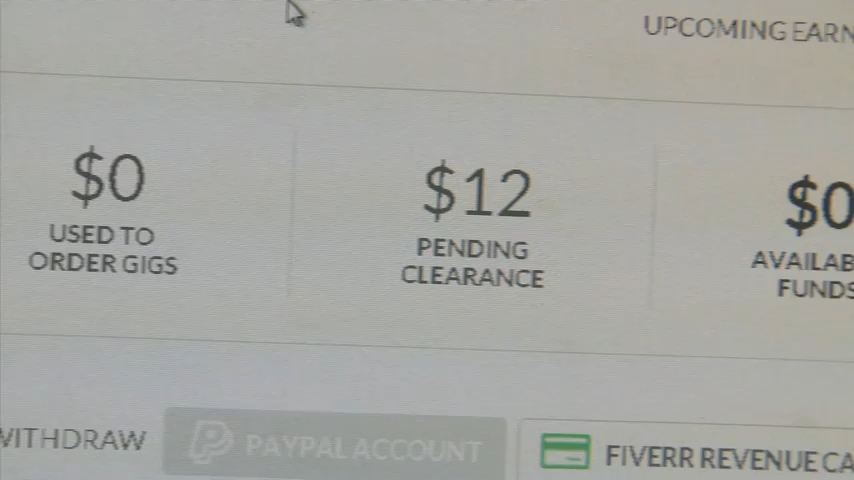 UPCOMING EARN
$0
USED TO
ORDER GIGS
$12
PENDING
CLEARANCE
$0
AVAILAB
FUNDS
WITHDRAW
PAYPAL ACCOUNT
FIVERR REVENUE CA